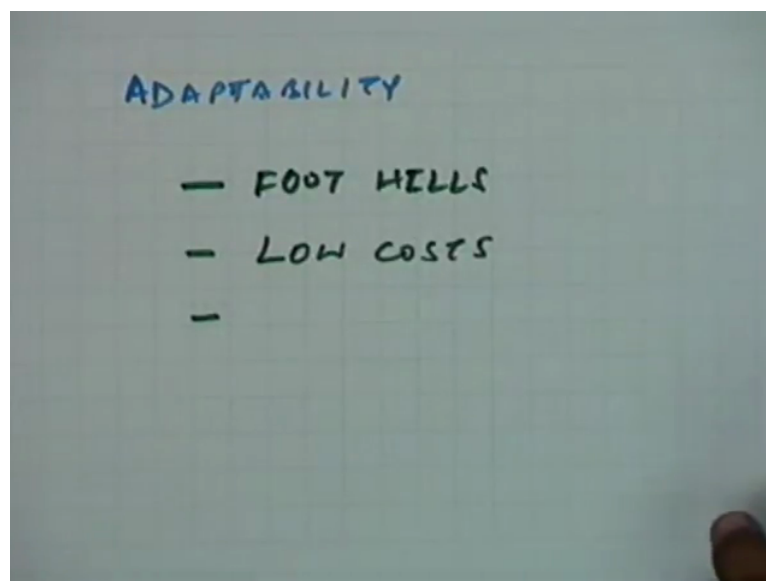 ADAPTABILITY
— FOOT HILLS
- LOW COSTS
-